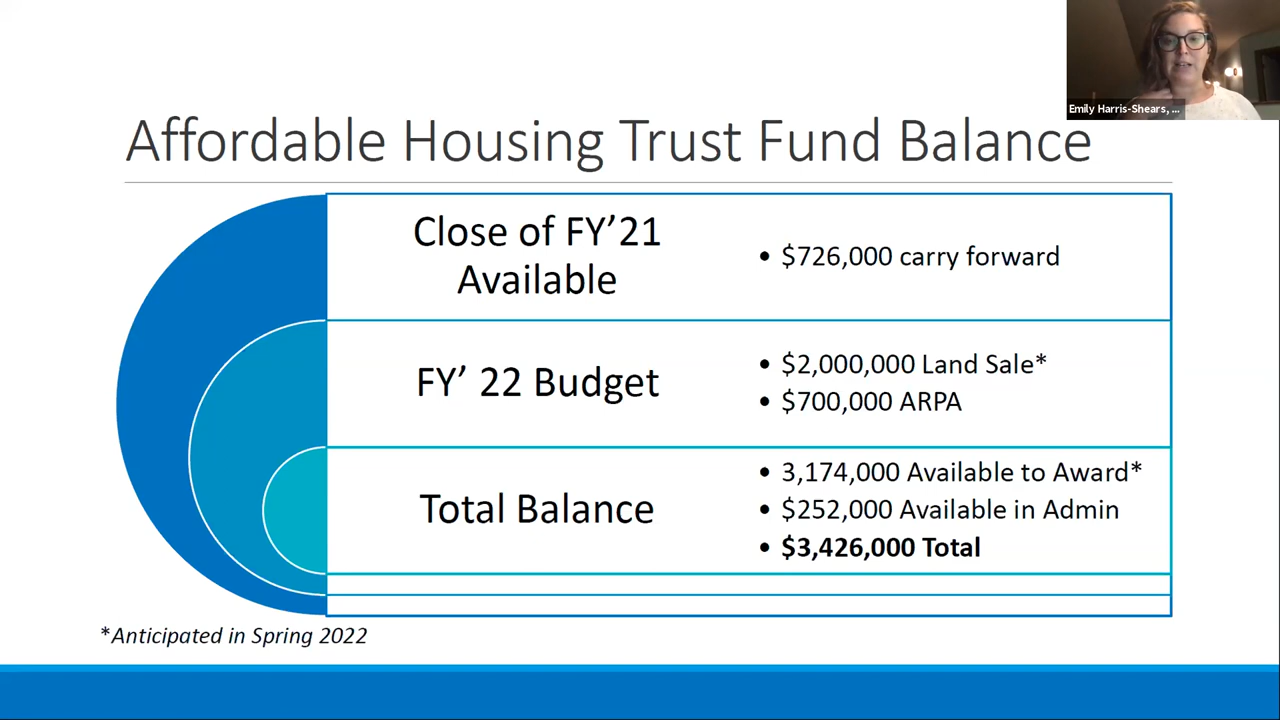 Emily Harris-Shears, ...
Affordable Housing Trust Fund Balance
Close of FY’21
Available
• $726,000 carry forward
FY’ 22 Budget
• $2,000,000 Land Sale*
• $700,000 ARPA
Total Balance
• 3,174,000 Available to Award*
• $252,000 Available in Admin
• $3,426,000 Total
*Anticipated in Spring 2022